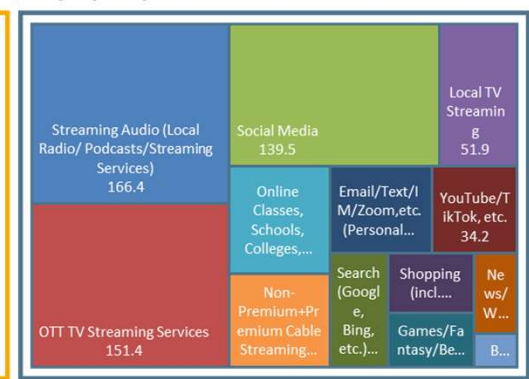 Streaming Audio (Local
Radio/ Podcasts/Streaming
Services)
166.4
Social Media
139.5
Local TV
Streamin
g
51.9
Online
Classes,
Schools,
Colleges,...
Email/Text/I
M/Zoom,etc.
(Personal...
YouTube/T
ikTok, etc.
34.2
OTT TV Streaming Services
151.4
Non-
Premium+Pr
emium Cable
Streaming...
Search
(Googl
e,
Bing,
etc.)...
Shopping
(incl....
Ne
ws/
W...
Games/Fa
ntasy/Be...
B...